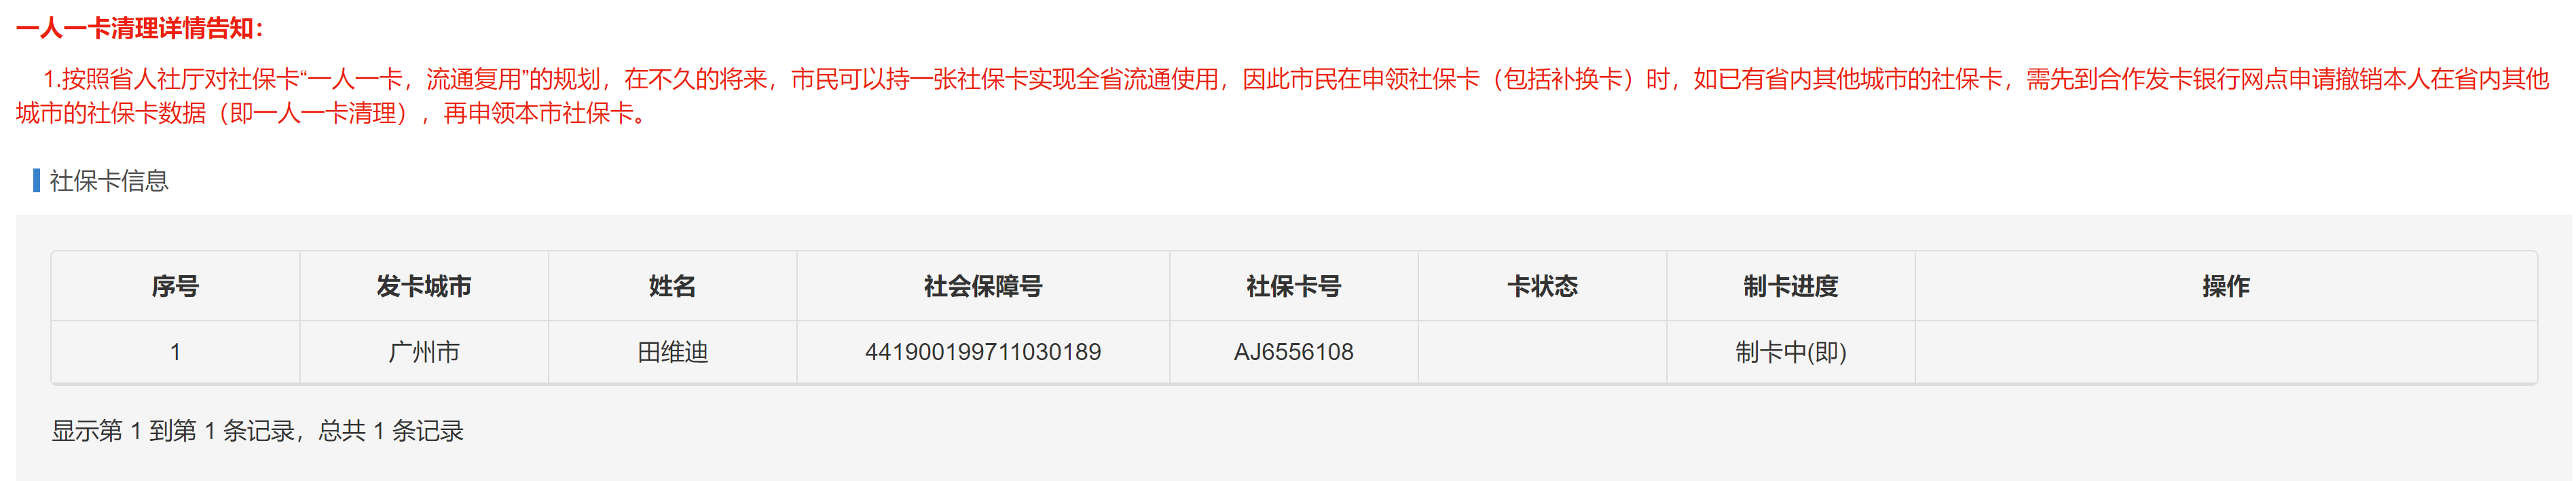 一人一卡清理详情告知：
1.按照省人社厅对社保卡“一人一卡，流通复用”的规划，在不久的将来，市民可以持一张社保卡实现全省流通使用，因此市民在申领社保卡（包括补换卡）时，如已有省内其他城市的社保卡，需先到合作发卡银行网点申请撤销本人在省内其他
城市的社保卡数据（即一人一卡清理），再申领本市社保卡。
社保卡信息
序号 发卡城市 姓名 社会保障号 社保卡号 卡状态 制卡进度 操作
1 广州市 田维迪 441900199711030189 AJ6556108 制卡中(即)
显示第 1 到第 1 条记录，总共 1 条记录